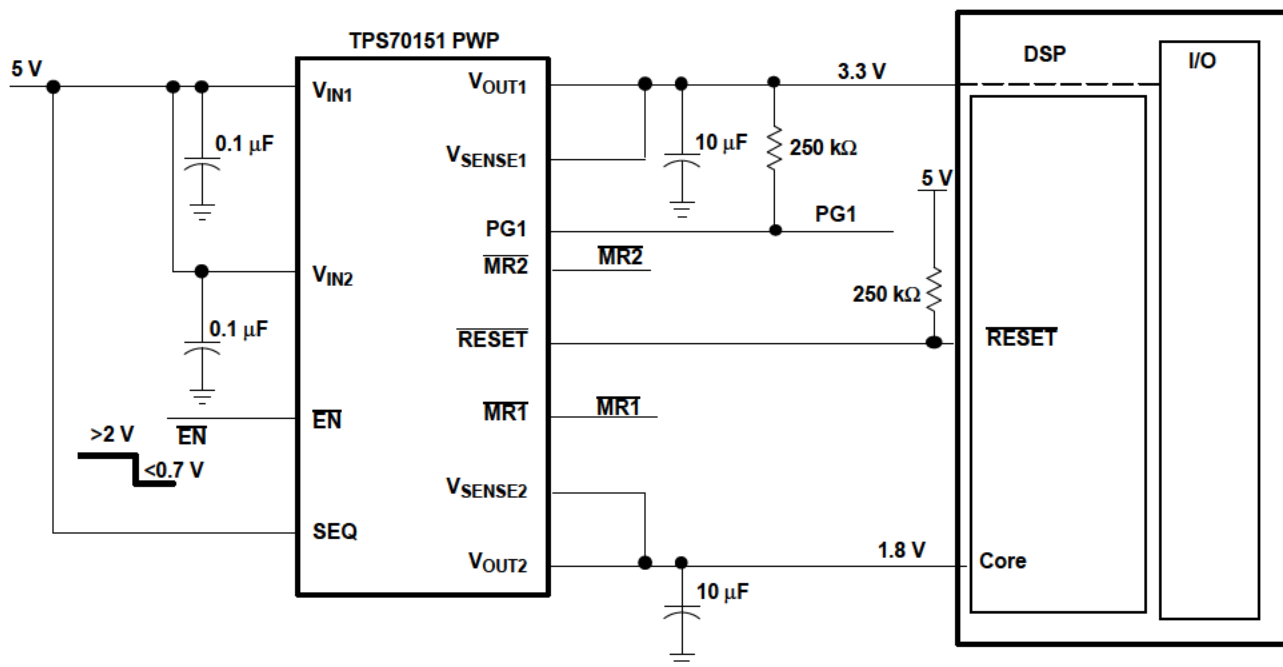 TPS70151 PWP
5 V
VIN1
VOUT1
3.3 V
DSP
I/O
0.1 μF
10 μF
250 kΩ
VSENSE1
5 V
PG1
PG1
MR2
MR2
VIN2
250 kΩ
0.1 μF
RESET
RESET
EN
EN
MR1
MR1
>2 V
<0.7 V
VSENSE2
SEQ
VOUT2
1.8 V
Core
10 μF